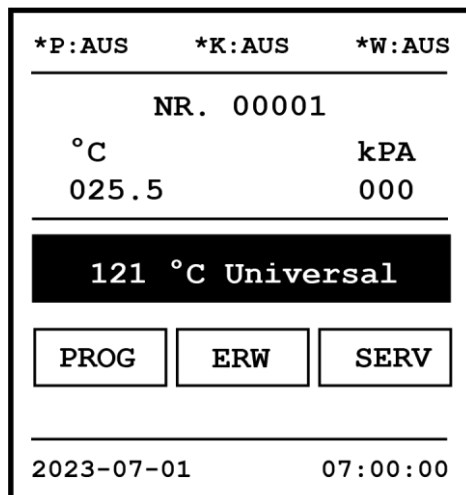 *P:AUS *K:AUS *W:AUS
NR. 00001
°C kPA
025.5 000
121 °C Universal
PROG ERW SERV
2023-07-01 07:00:00